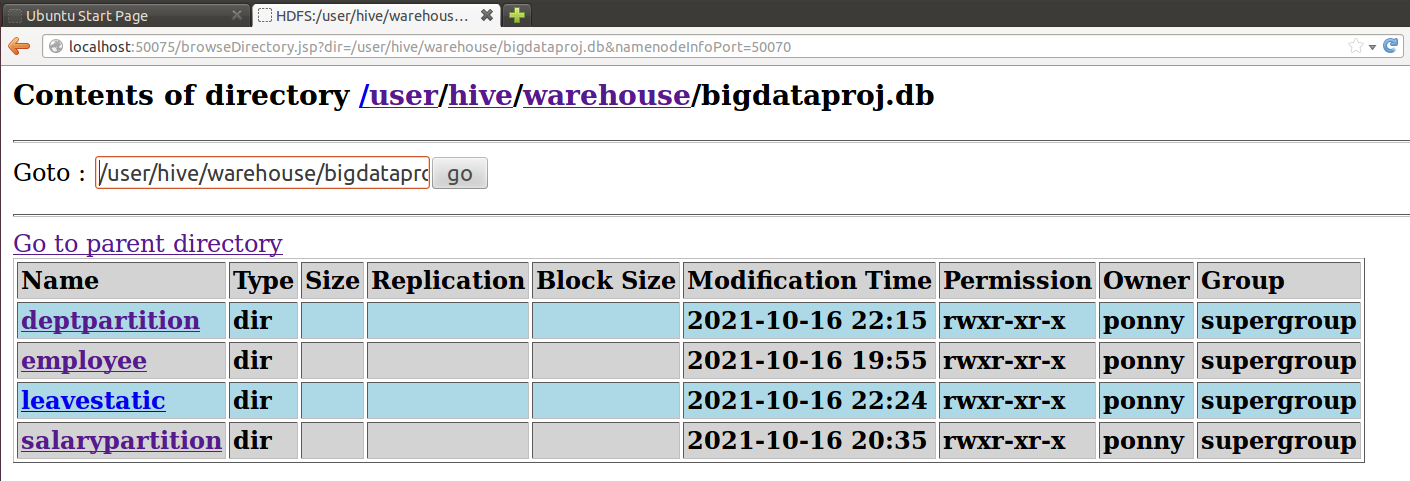 Ubuntu Start Page
HDFS:/user/hive/warehous...
localhost:50075/browseDirectory.jsp?dir=/user/hive/warehouse/bigdataproj.db&namenodeInfoPort=50070
Contents of directory /user/hive/warehouse/bigdataproj.db
Goto : /user/hive/warehouse/bigdatapro go
Go to parent directory
Name Type Size Replication Block Size Modification Time Permission Owner Group
deptpartition dir 2021-10-16 22:15 rwxr-xr-x ponny supergroup
employee dir 2021-10-16 19:55 rwxr-xr-x ponny supergroup
leavestatic dir 2021-10-16 22:24 rwxr-xr-x ponny supergroup
salarypartition dir 2021-10-16 20:35 rwxr-xr-x ponny supergroup